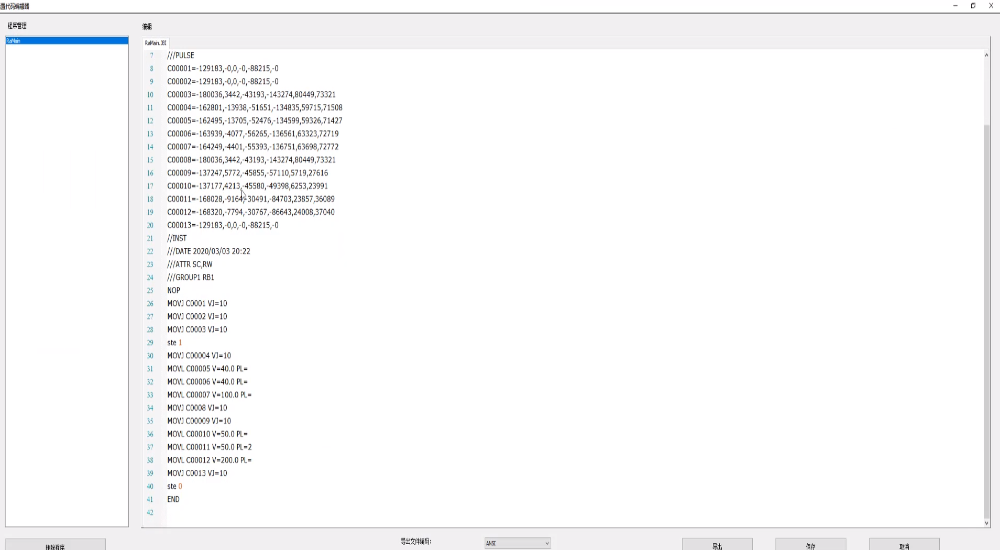 置代码编辑器
程序管理
编辑
RaMain
RaMain.JBI
7 ///PULSE
8 C00001=-129183,-0,0,-0,-88215,-0
9 C00002=-129183,-0,0,-0,-88215,-0
10 C00003=-180036,3442,-43193,-143274,80449,73321
11 C00004=-162801,-13938,-51651,-134835,59715,71508
12 C00005=-162495,-13705,-52476,-134599,59326,71427
13 C00006=-163939,-4077,-56265,-136561,63323,72719
14 C00007=-164249,-4401,-55393,-136751,63698,72772
15 C00008=-180036,3442,-43193,-143274,80449,73321
16 C00009=-137247,5772,-45855,-57110,5719,27616
17 C00010=-137177,4213,-45580,-49398,6253,23991
18 C00011=-168028,-9164,-30491,-84703,23857,36089
19 C00012=-168320,-7794,-30767,-86643,24008,37040
20 C00013=-129183,-0,0,-0,-88215,-0
21 //INST
22 ///DATE 2020/03/03 20:22
23 ///ATTR SC,RW
24 ///GROUP1 RB1
25 NOP
26 MOVJ C0001 VJ=10
27 MOVJ C0002 VJ=10
28 MOVJ C0003 VJ=10
29 ste 1
30 MOVJ C00004 VJ=10
31 MOVL C00005 V=40.0 PL=
32 MOVL C00006 V=40.0 PL=
33 MOVL C00007 V=100.0 PL=
34 MOVJ C0008 VJ=10
35 MOVJ C00009 VJ=10
36 MOVL C00010 V=50.0 PL=
37 MOVL C00011 V=50.0 PL=2
38 MOVL C00012 V=200.0 PL=
39 MOVJ C0013 VJ=10
40 ste 0
41 END
42
删除程序
导出文件编码:
ANSI
导出
保存
取消